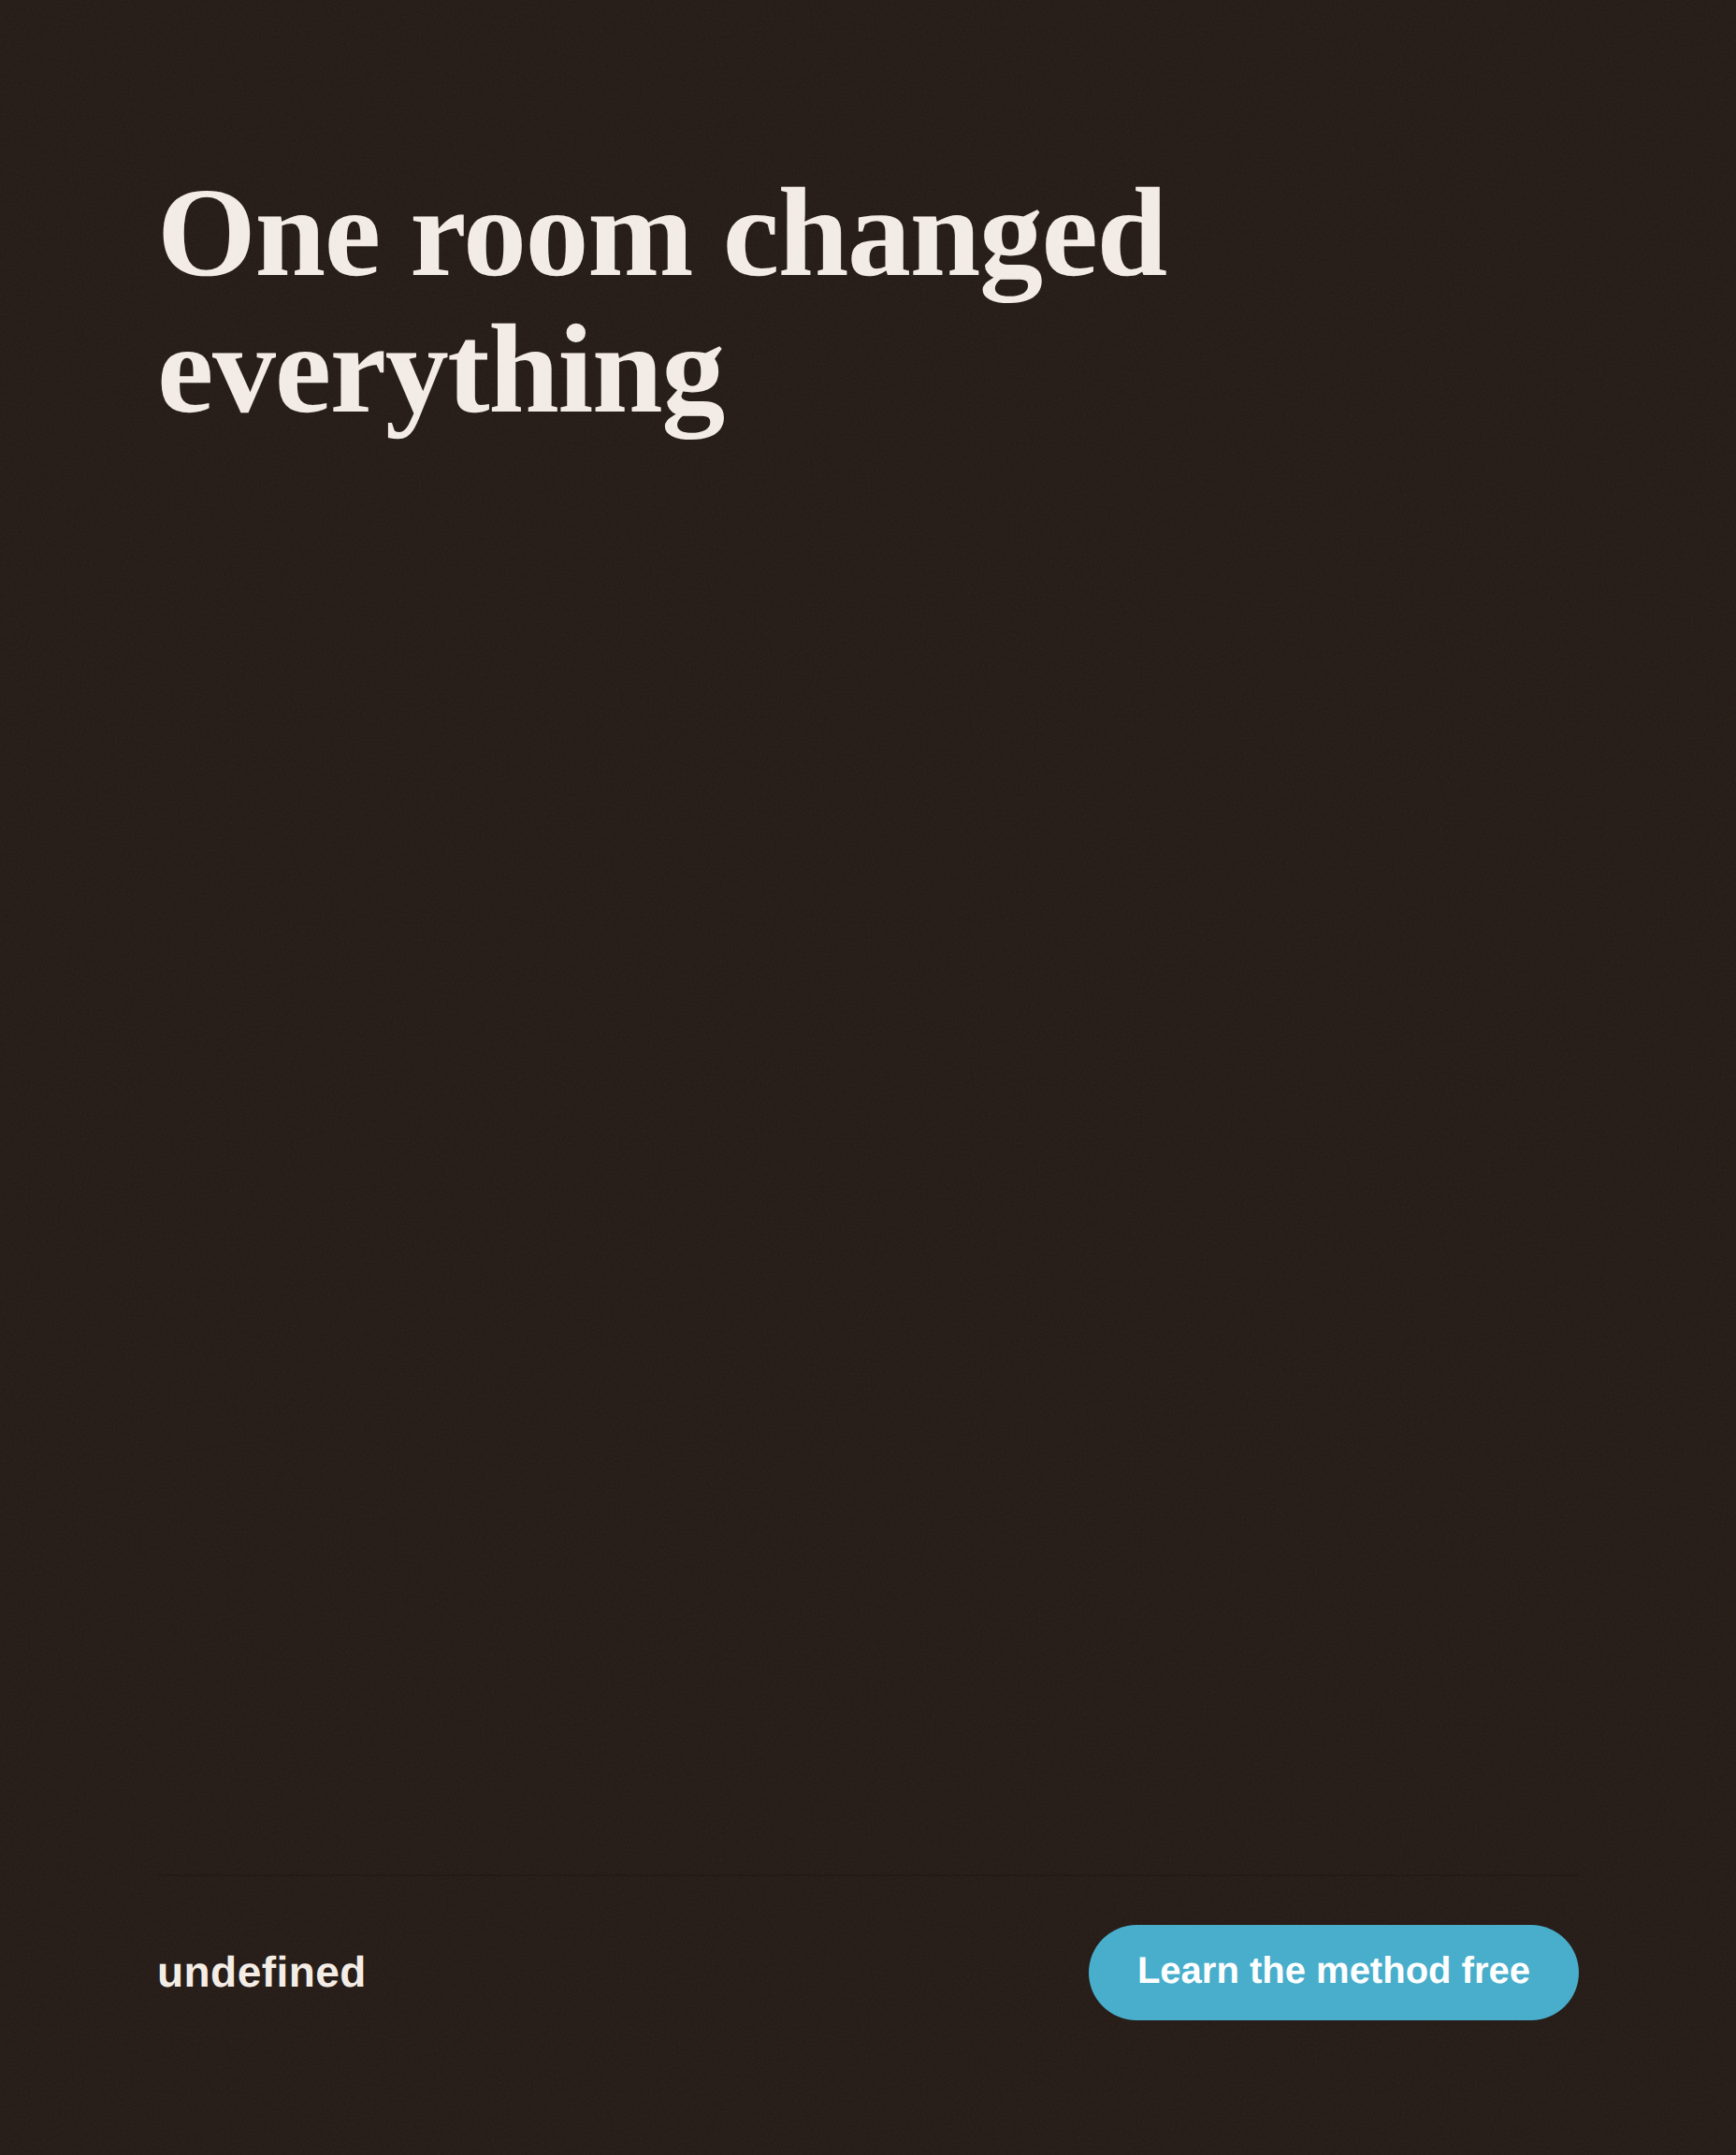 One room changed
everything
undefined
Learn the method free